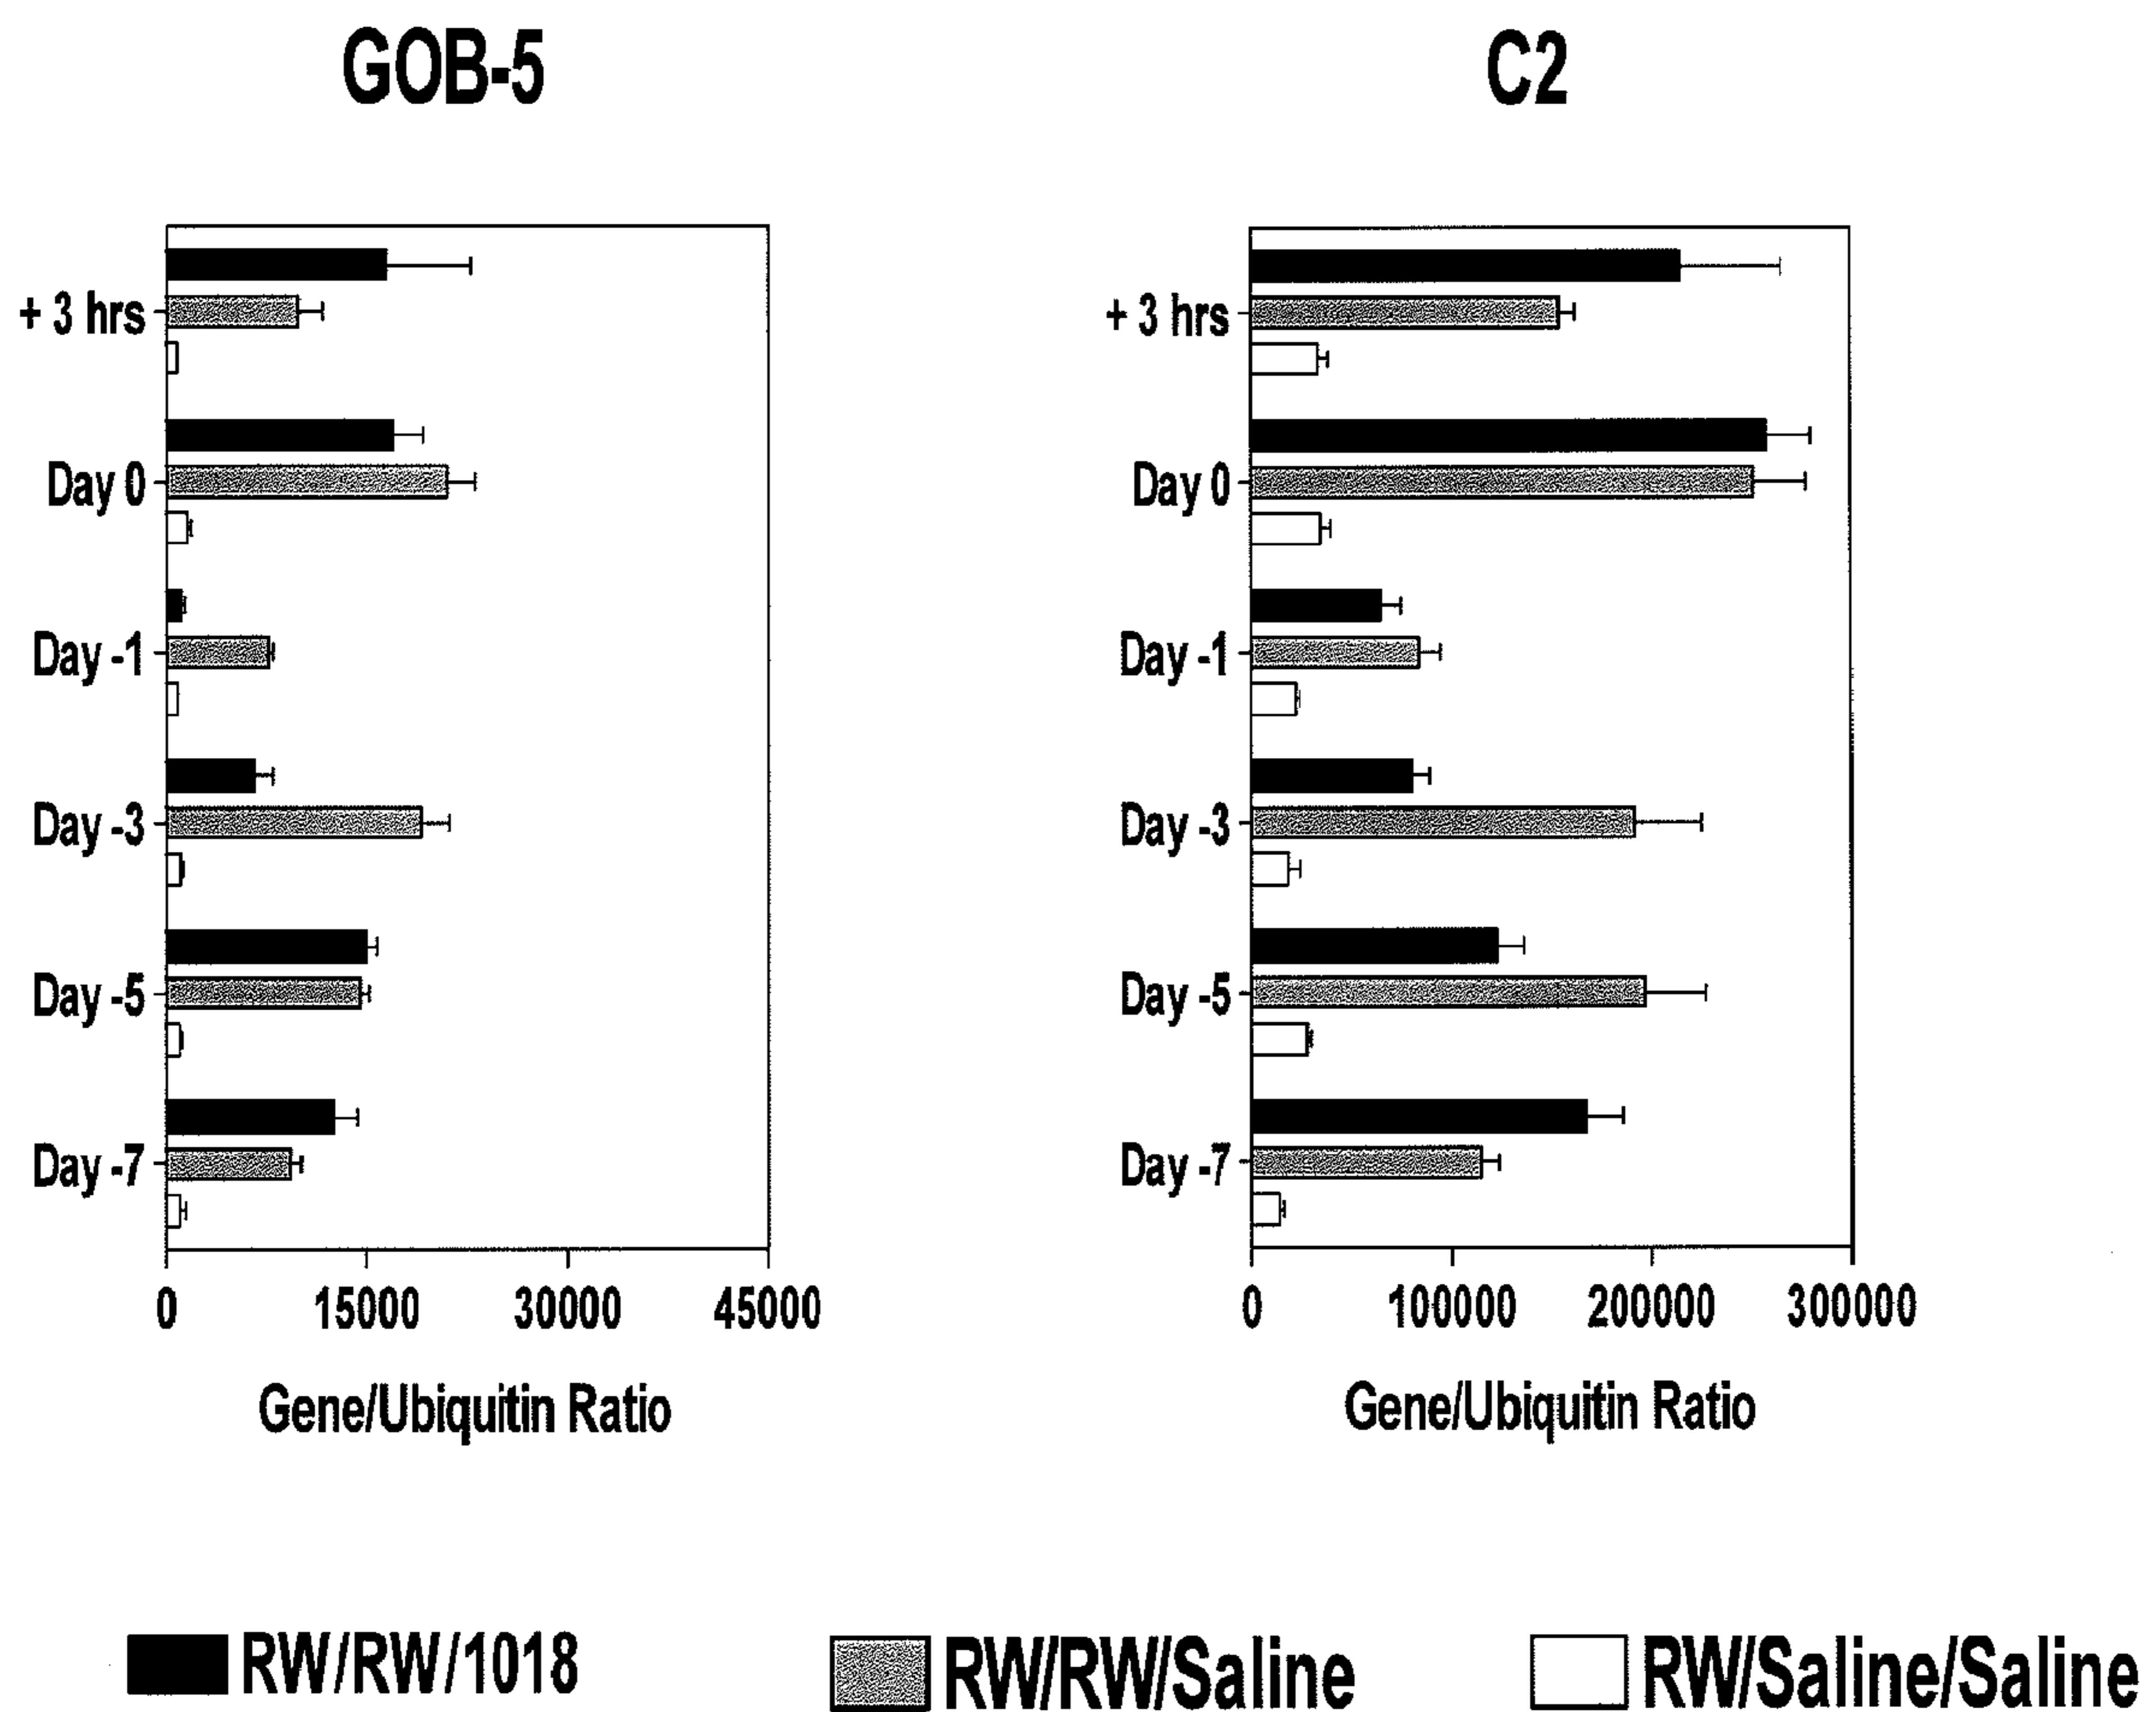 GOB-5
C2
+ 3 hrs
Day 0
Day -1
Day -3
Day -5
Day -7
0 15000 30000 45000
Gene/Ubiquitin Ratio
+ 3 hrs
Day 0
Day -1
Day -3
Day -5
Day -7
0 100000 200000 300000
Gene/Ubiquitin Ratio
RW/RW/1018 RW/RW/Saline RW/Saline/Saline